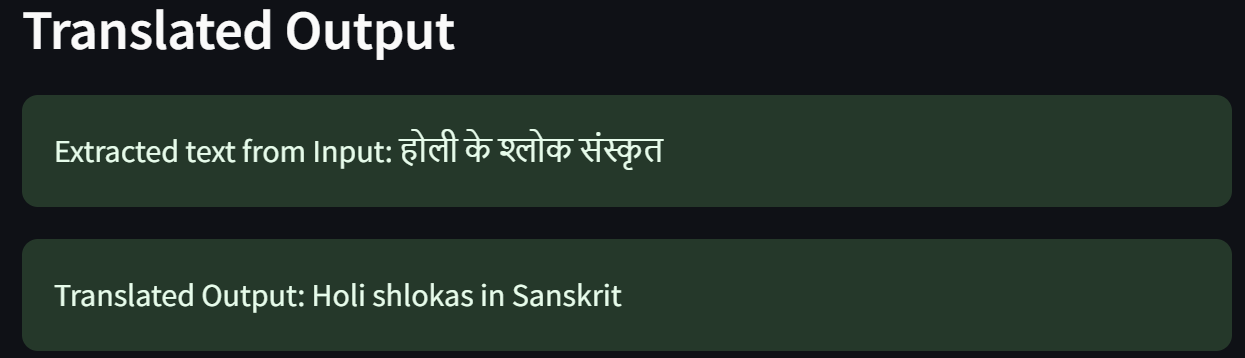 Translated Output
Extracted text from Input: होली के श्लोक संस्कृत
Translated Output: Holi shlokas in Sanskrit